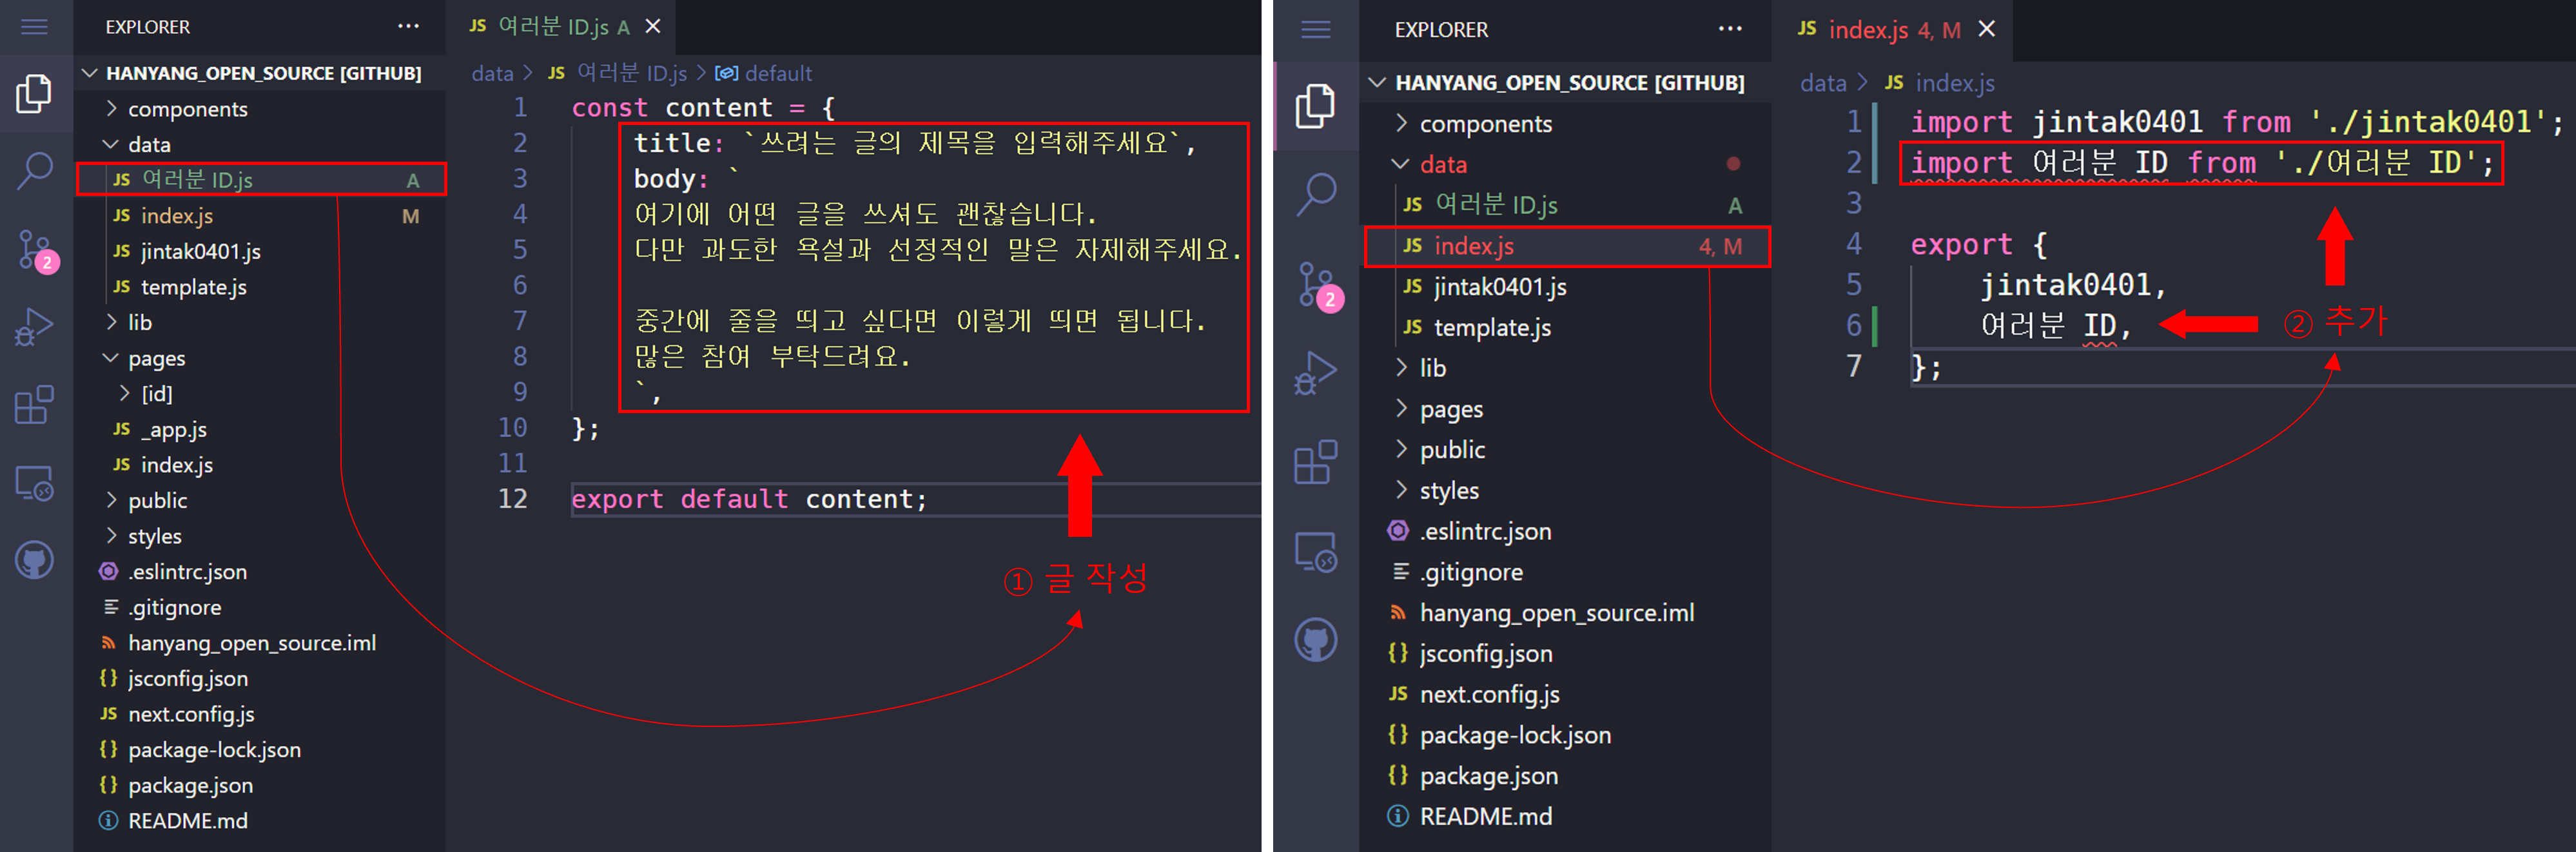 EXPLORER
HANYANG_OPEN_SOURCE [GITHUB]
components
data
JS 여러분 ID.js A
JS index.js M
JS jintak0401.js
JS template.js
lib
pages
[id]
JS _app.js
JS index.js
public
styles
.eslintrc.json
.gitignore
hanyang_open_source.iml
{} jsconfig.json
JS next.config.js
{} package-lock.json
{} package.json
README.md
2
JS 여러분 ID.js A
data > JS 여러분 ID.js > default
1 const content = {
2 title: `쓰려는 글의 제목을 입력해주세요`,
3 body: `
4 여기에 어떤 글을 쓰셔도 괜찮습니다.
5 다만 과도한 욕설과 선정적인 말은 자제해주세요.
6
7 중간에 줄을 띄고 싶다면 이렇게 띄면 됩니다.
8 많은 참여 부탁드려요.
9 `,
10 };
11
12 export default content;
① 글 작성
EXPLORER
HANYANG_OPEN_SOURCE [GITHUB]
components
data
JS 여러분 ID.js A
JS index.js 4, M
JS jintak0401.js
JS template.js
lib
pages
public
styles
.eslintrc.json
.gitignore
hanyang_open_source.iml
{} jsconfig.json
JS next.config.js
{} package-lock.json
{} package.json
README.md
2
JS index.js 4, M
data > JS index.js
1 import jintak0401 from './jintak0401';
2 import 여러분 ID from './여러분 ID';
3
4 export {
5 jintak0401,
6 여러분 ID,
7 };
② 추가